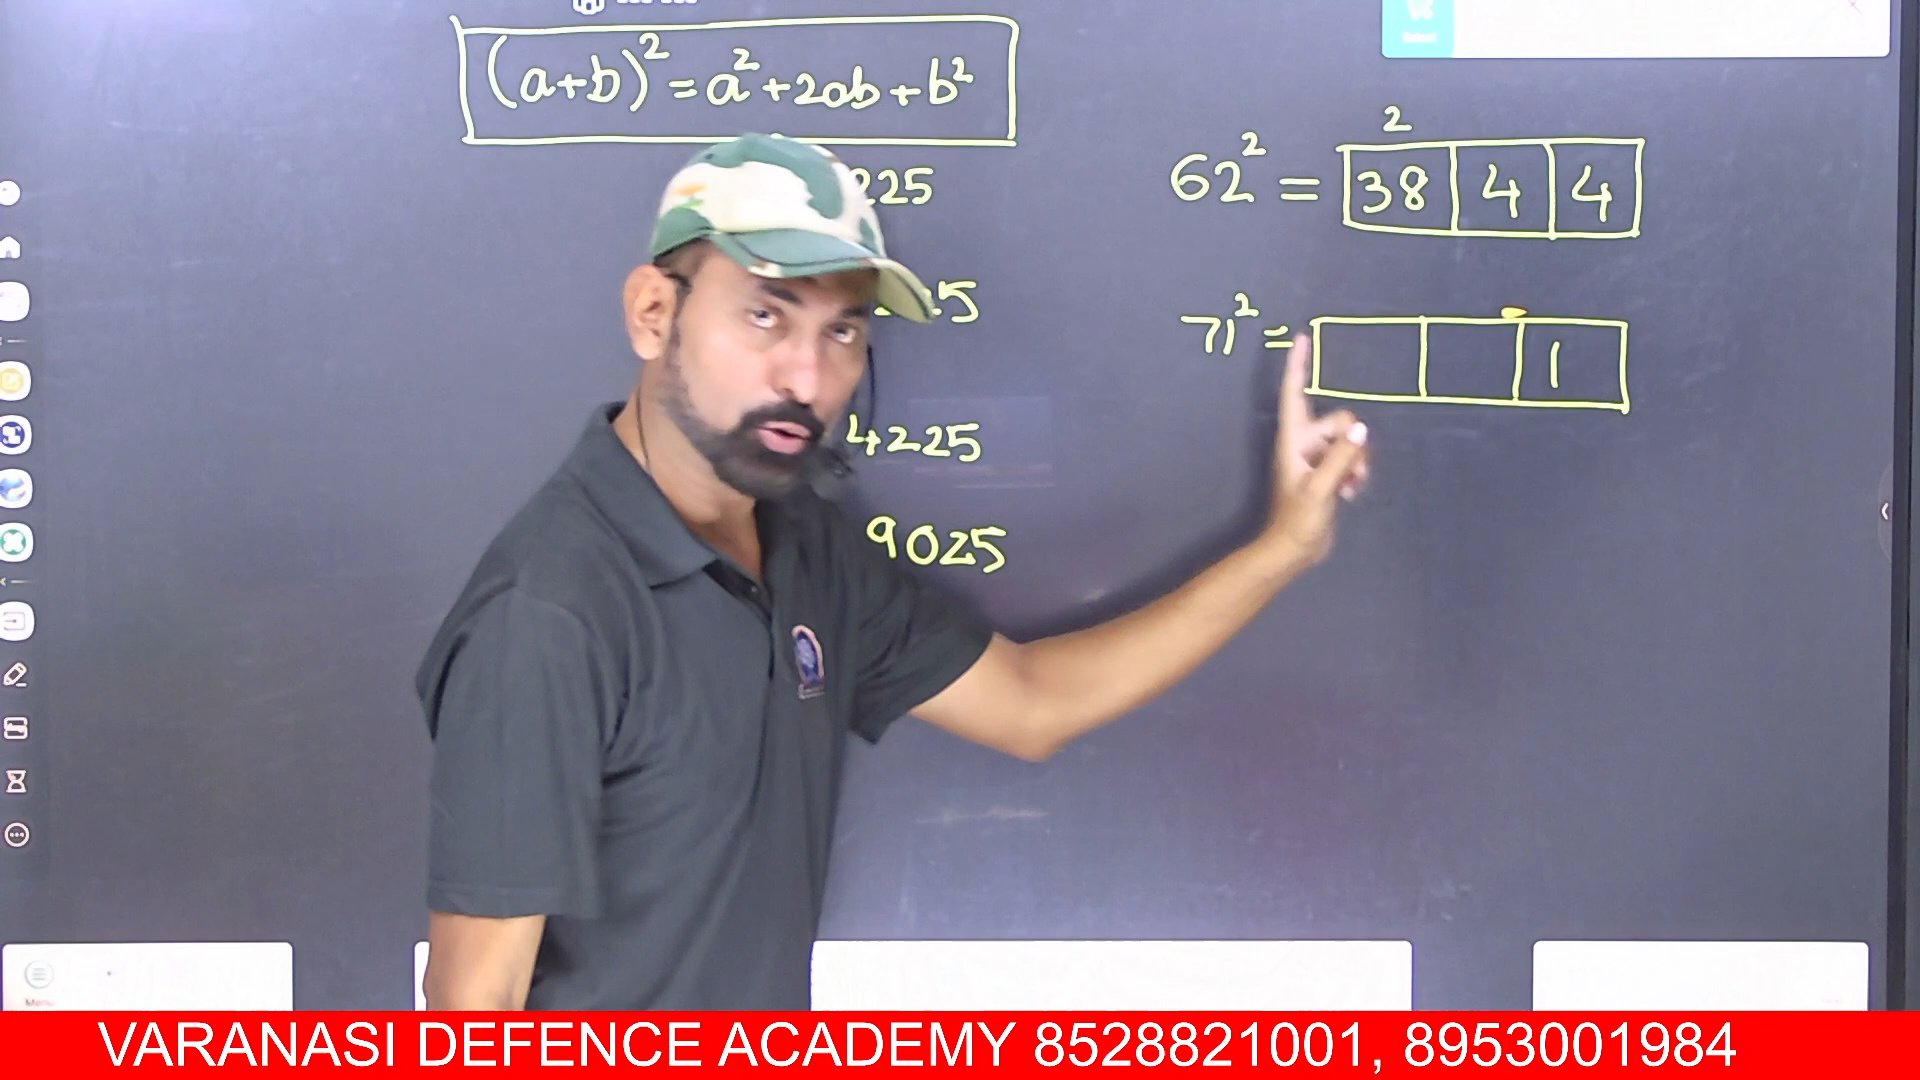 (a+b)² = a² + 2ab + b²
225
5
4225
9025
2
62² = 38 4 4
71² = 1
VARANASI DEFENCE ACADEMY 8528821001, 8953001984